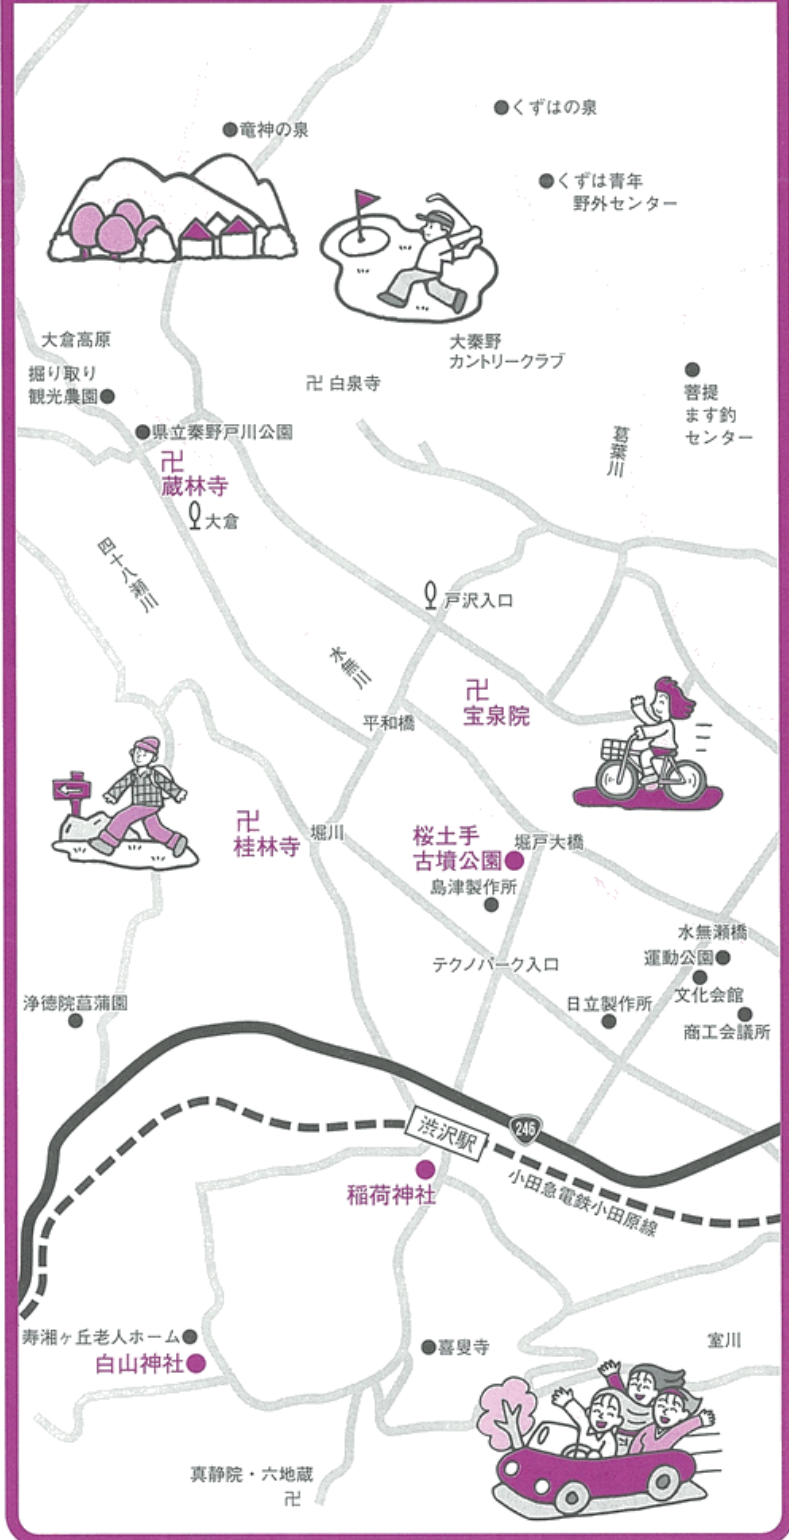 くずはの泉
竜神の泉
くずは青年
野外センター
大倉高原
大秦野
カントリークラブ
掘り取り
観光農園
卍 白泉寺
菩提
ます釣
センター
県立秦野戸川公園
葛葉川
卍
蔵林寺
大倉
四十八瀬川
戸沢入口
水無川
卍
宝泉院
平和橋
卍
桂林寺
堀川
桜土手
古墳公園
堀戸大橋
島津製作所
水無瀬橋
テクノパーク入口
運動公園
文化会館
浄徳院菖蒲園
日立製作所
商工会議所
渋沢駅
246
稲荷神社
小田急電鉄小田原線
寿湘ヶ丘老人ホーム
白山神社
喜叟寺
室川
真静院・六地蔵
卍